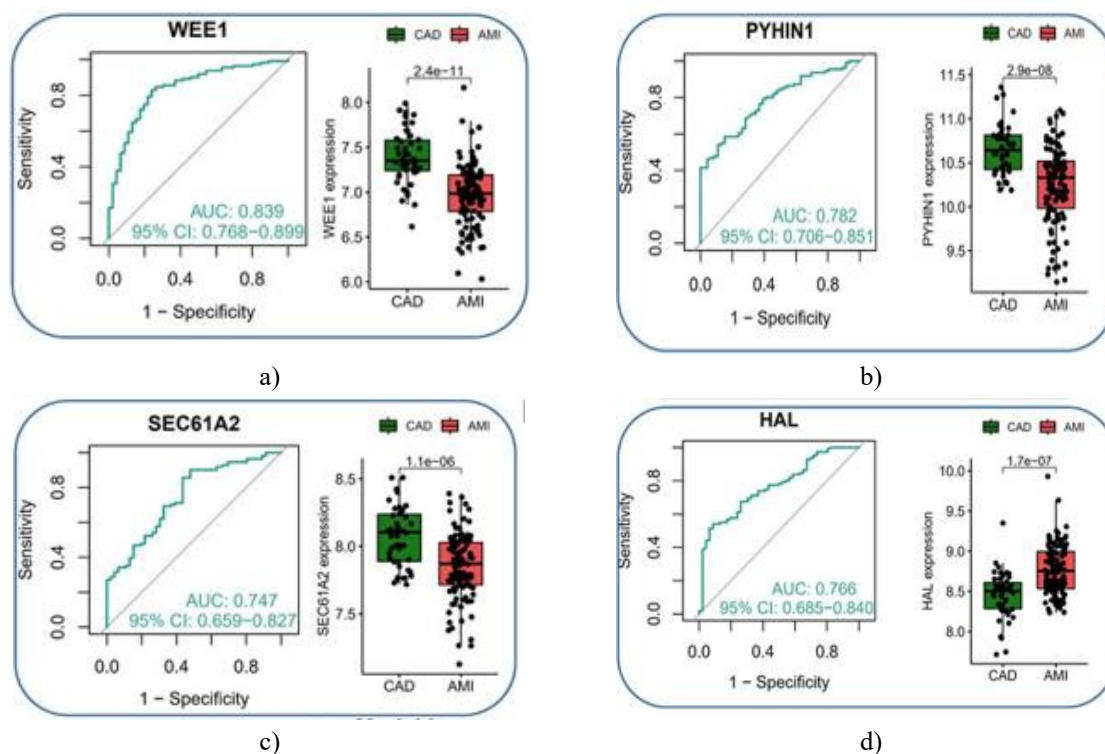 WEE1
CAD AMI
2.4e−11
Sensitivity
0.0 0.4 0.8
AUC: 0.839
95% CI: 0.768−0.899
0.0 0.4 0.8
1 − Specificity
WEE1 expression
8.0
7.5
7.0
6.5
6.0
CAD AMI
a)
PYHIN1
CAD AMI
2.9e−08
Sensitivity
0.0 0.4 0.8
AUC: 0.782
95% CI: 0.706−0.851
0.0 0.4 0.8
1 − Specificity
PYHIN1 expression
11.5
11.0
10.5
10.0
9.5
CAD AMI
b)
SEC61A2
CAD AMI
1.1e−06
Sensitivity
0.0 0.4 0.8
AUC: 0.747
95% CI: 0.659−0.827
0.0 0.4 0.8
1 − Specificity
SEC61A2 expression
8.5
8.0
7.5
CAD AMI
c)
HAL
CAD AMI
1.7e−07
Sensitivity
0.0 0.4 0.8
AUC: 0.766
95% CI: 0.685−0.840
0.0 0.4 0.8
1 − Specificity
HAL expression
10.0
9.5
9.0
8.5
8.0
CAD AMI
d)